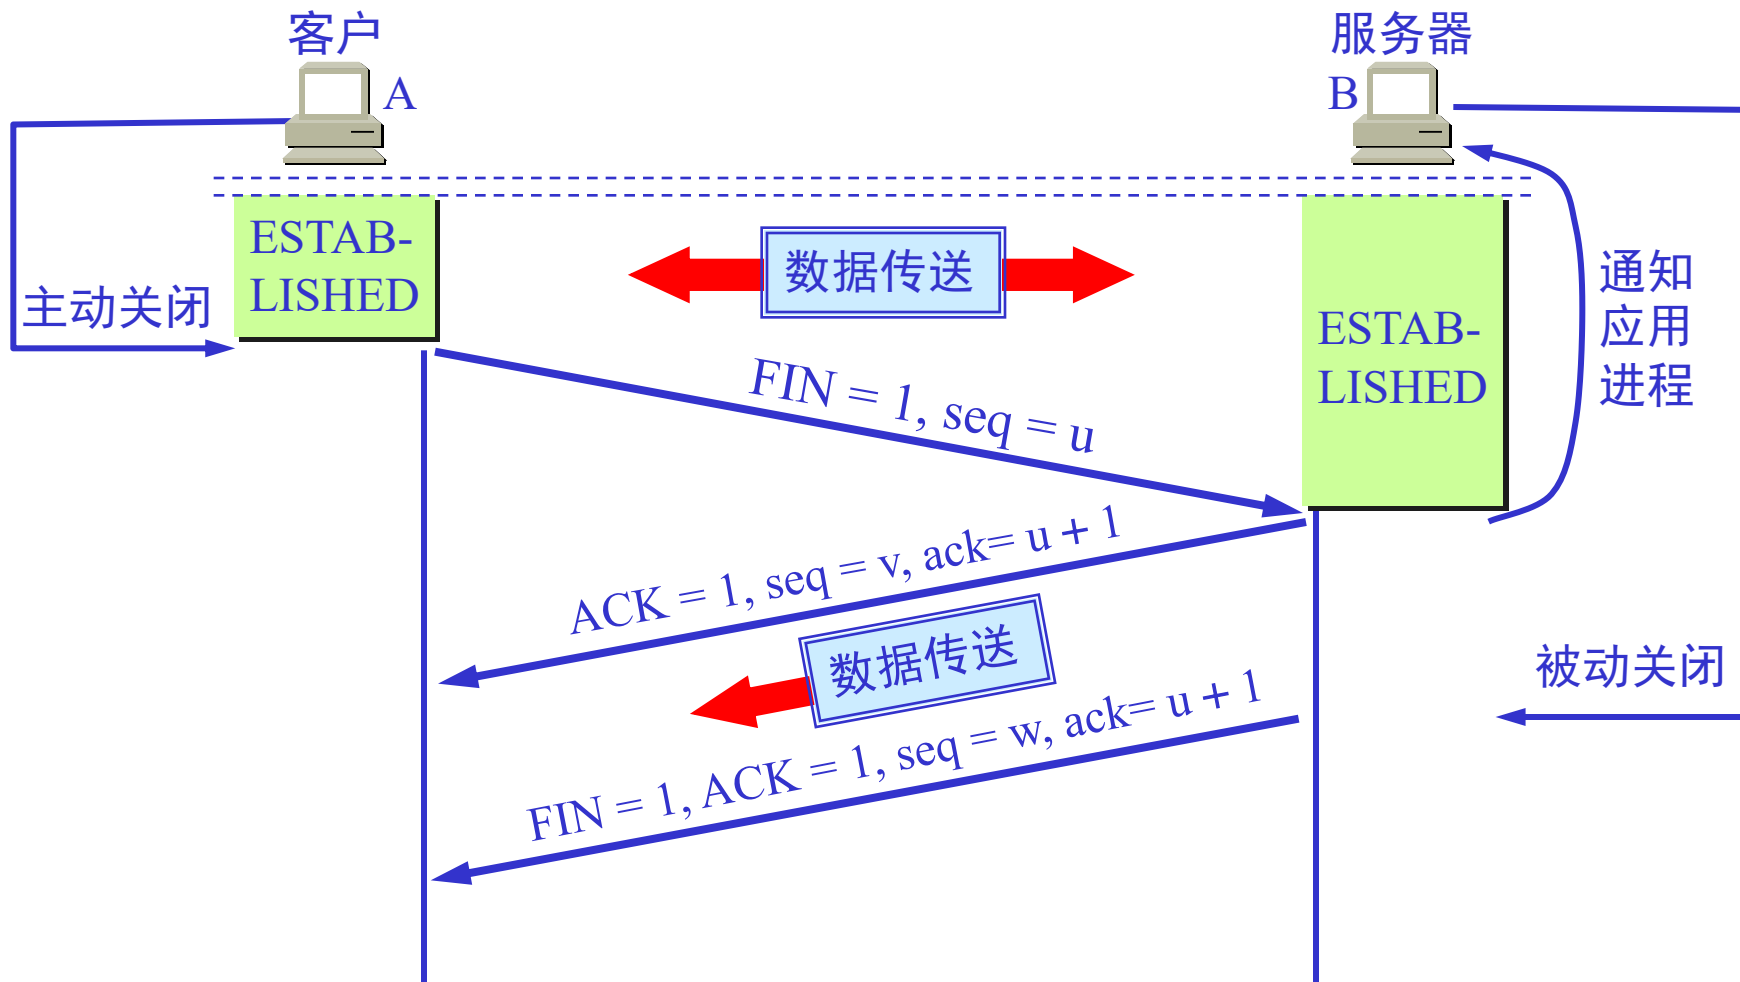 客户
服务器
A
B
ESTAB-
LISHED
数据传送
主动关闭
通知
应用
进程
ESTAB-
LISHED
FIN = 1, seq = u
ACK = 1, seq = v, ack= u + 1
数据传送
被动关闭
FIN = 1, ACK = 1, seq = w, ack= u + 1